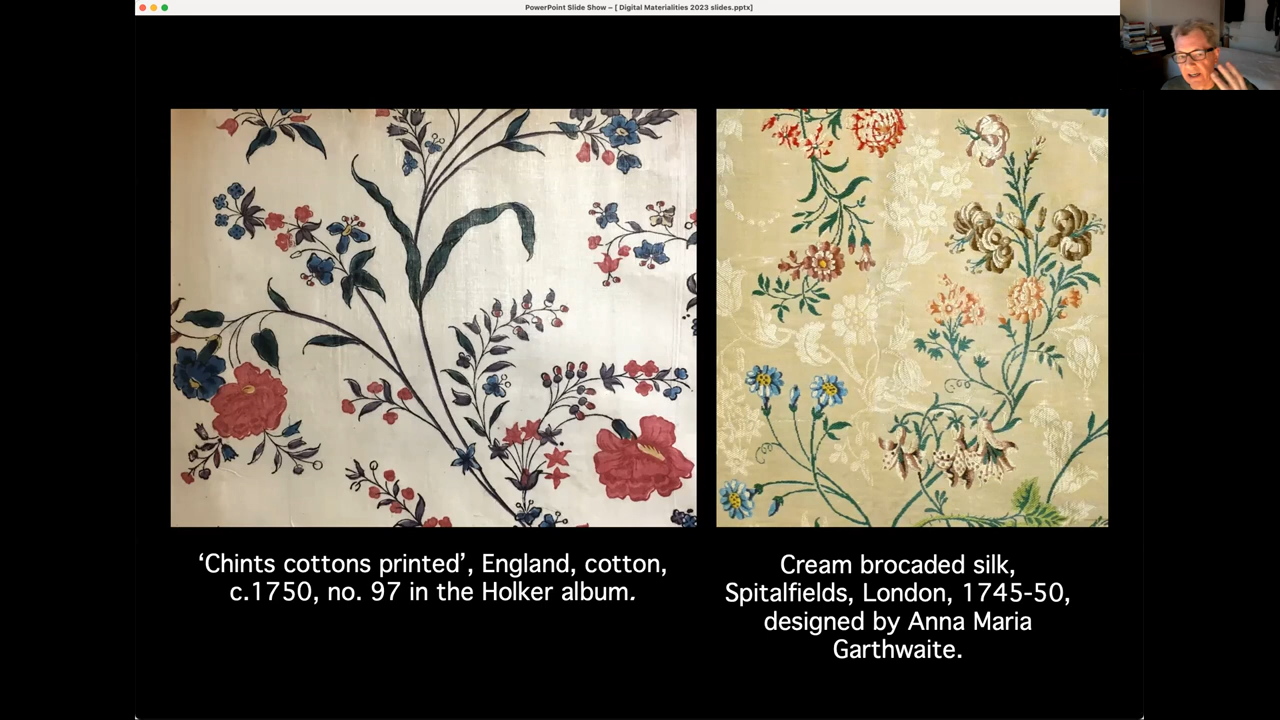 PowerPoint Slide Show – [ Digital Materialities 2023 slides.pptx]
‘Chints cottons printed’, England, cotton,
c.1750, no. 97 in the Holker album.
Cream brocaded silk,
Spitalfields, London, 1745-50,
designed by Anna Maria
Garthwaite.